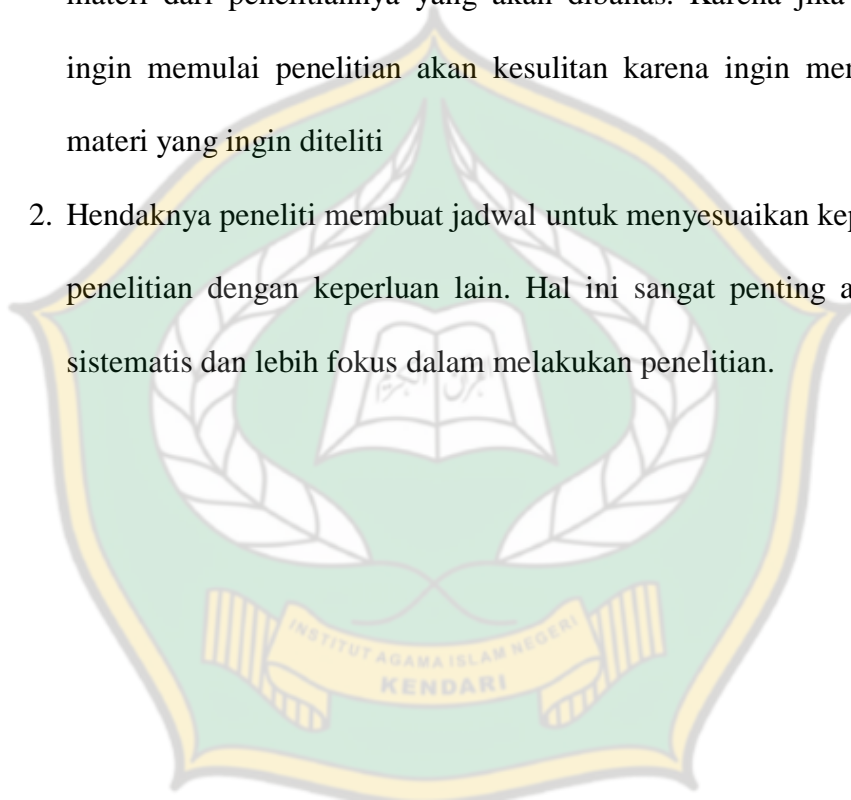 materi dari penelitiannya yang akan dibahas. Karena jika
ingin memulai penelitian akan kesulitan karena ingin
materi yang ingin diteliti
2. Hendaknya peneliti membuat jadwal untuk menyesuaikan
penelitian dengan keperluan lain. Hal ini sangat penting
sistematis dan lebih fokus dalam melakukan penelitian.
INSTITUT AGAMA ISLAM NEGERI
KENDARI